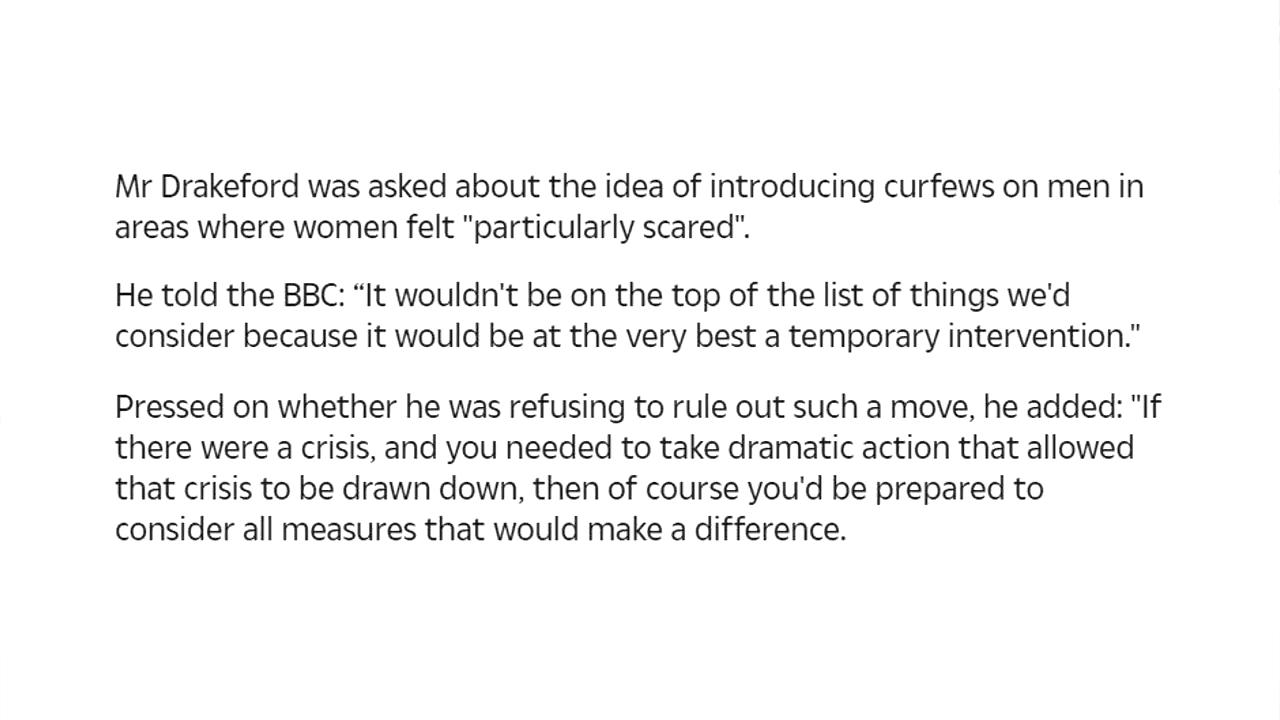 Mr Drakeford was asked about the idea of introducing curfews on men in
areas where women felt "particularly scared".
He told the BBC: “It wouldn't be on the top of the list of things we'd
consider because it would be at the very best a temporary intervention."
Pressed on whether he was refusing to rule out such a move, he added: "If
there were a crisis, and you needed to take dramatic action that allowed
that crisis to be drawn down, then of course you'd be prepared to
consider all measures that would make a difference.